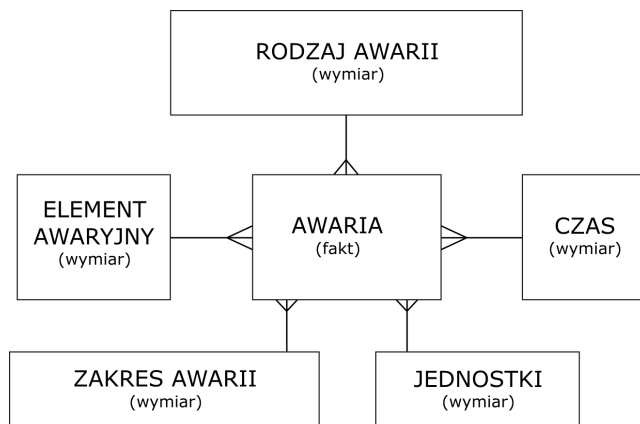 RODZAJ AWARII
(wymiar)
ELEMENT
AWARYJNY
(wymiar)
AWARIA
(fakt)
CZAS
(wymiar)
ZAKRES AWARII
(wymiar)
JEDNOSTKI
(wymiar)